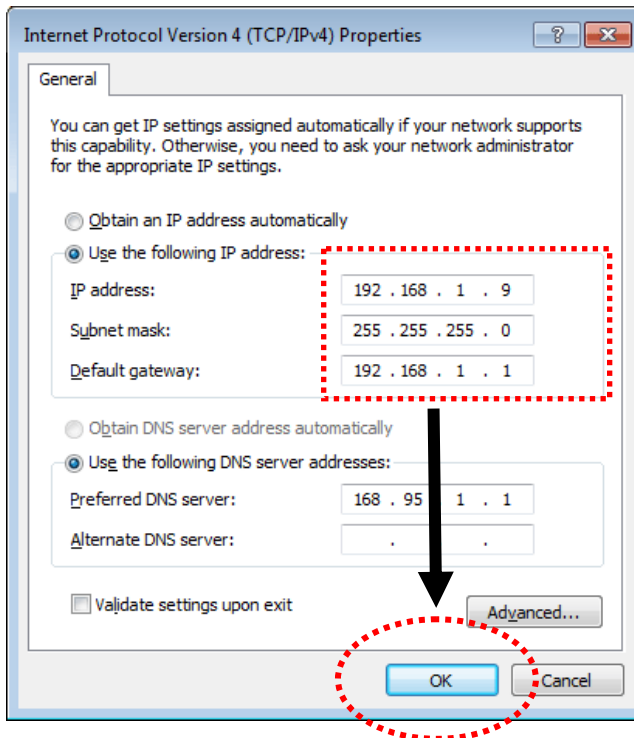 Internet Protocol Version 4 (TCP/IPv4) Properties
General
You can get IP settings assigned automatically if your network supports
this capability. Otherwise, you need to ask your network administrator
for the appropriate IP settings.
Obtain an IP address automatically
Use the following IP address:
IP address: 192 . 168 . 1 . 9
Subnet mask: 255 . 255 . 255 . 0
Default gateway: 192 . 168 . 1 . 1
Obtain DNS server address automatically
Use the following DNS server addresses:
Preferred DNS server: 168 . 95 1 . 1
Alternate DNS server: . .
Validate settings upon exit
Advanced...
OK Cancel